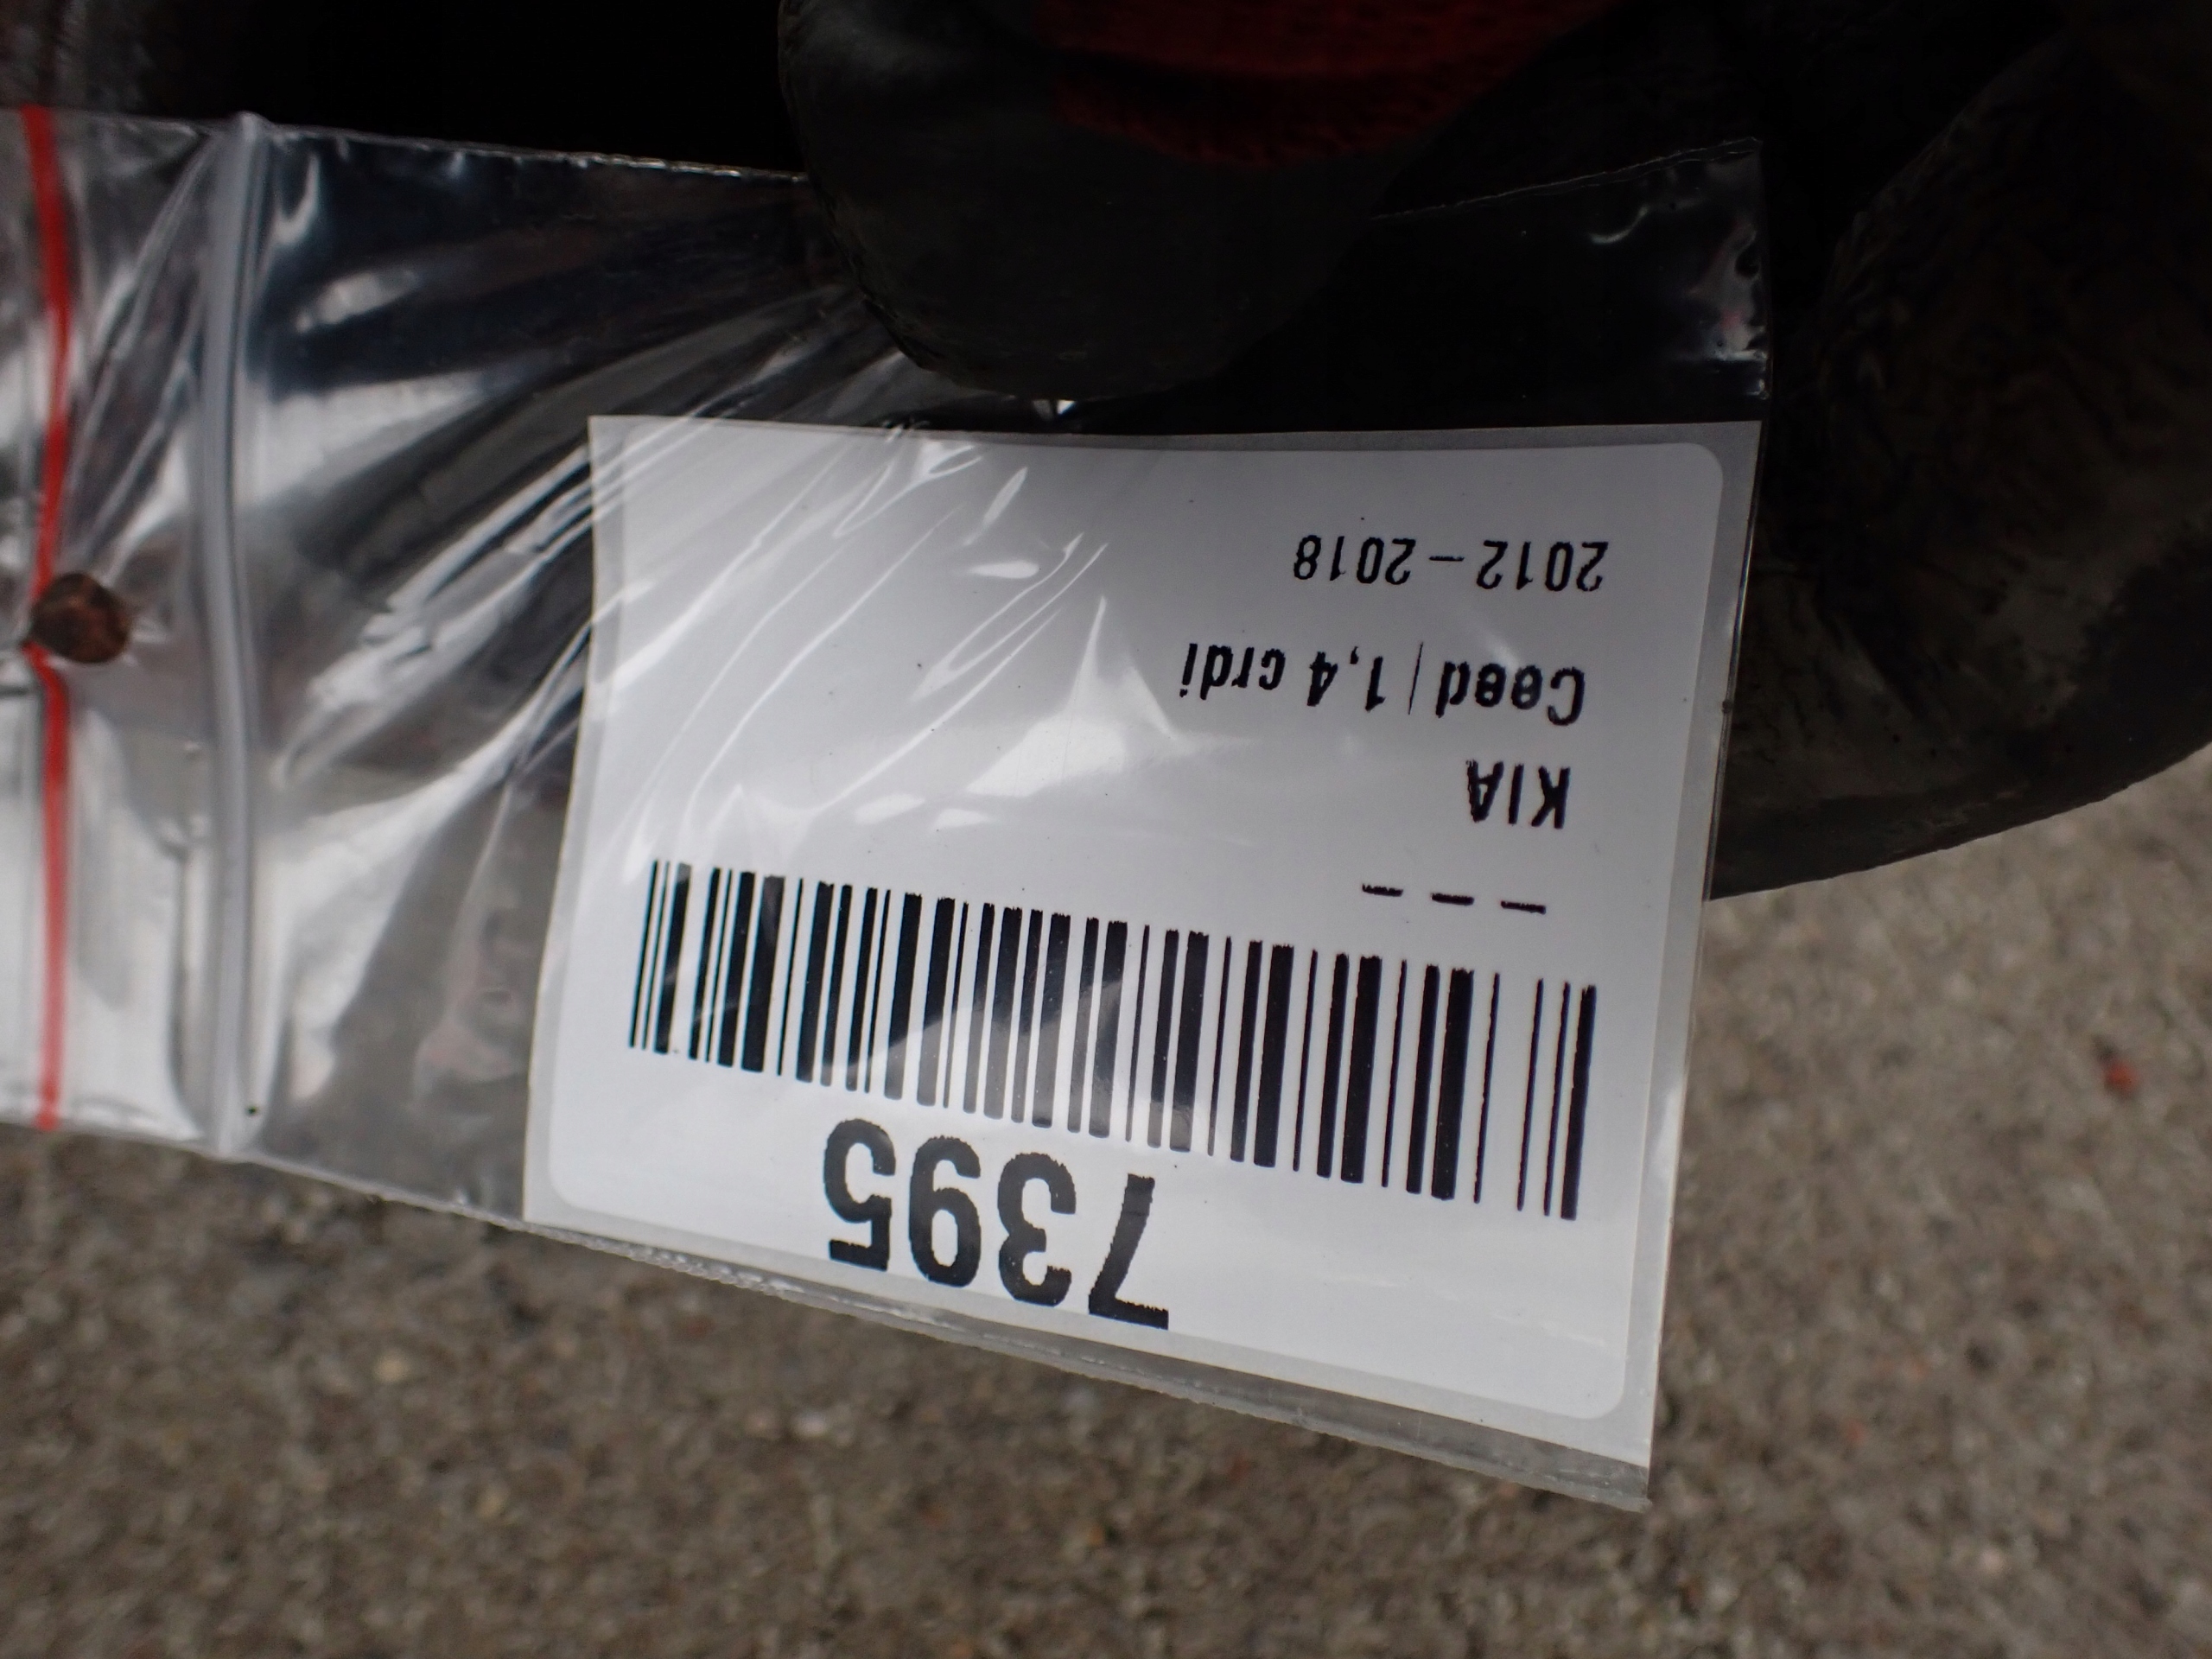 7395
– – –
KIA
Ceed | 1,4 crdi
2012 – 2018